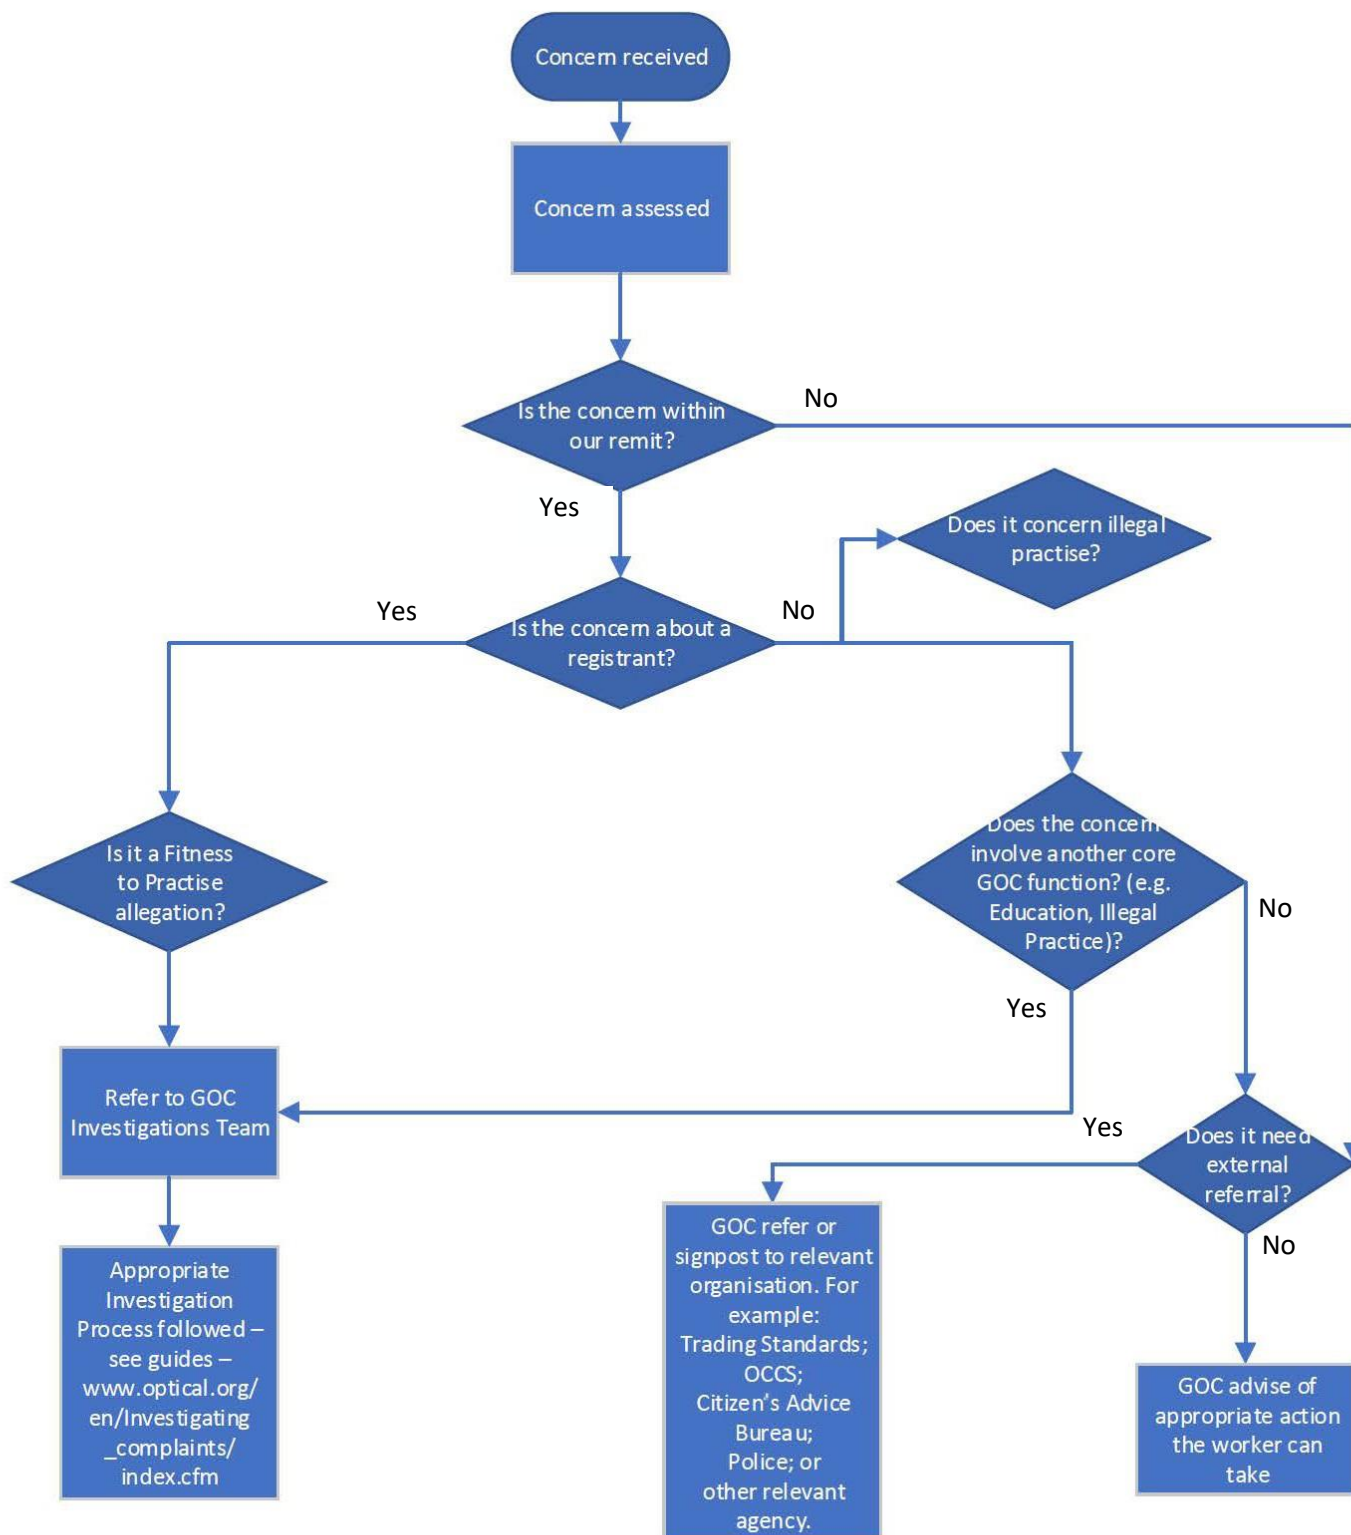 Concern received
Concern assessed
Is the concern within
our remit?
No
Yes
Does it concern illegal
practise?
Is the concern about a
registrant?
Yes
No
Is it a Fitness
to Practise
allegation?
Does the concern
involve another core
GOC function? (e.g.
Education, Illegal
Practice)?
No
Yes
Refer to GOC
Investigations Team
Does it need
external
referral?
Yes
No
Appropriate
Investigation
Process followed –
see guides –
www.optical.org/
en/Investigating
_complaints/
index.cfm
GOC refer or
signpost to relevant
organisation. For
example:
Trading Standards;
OCCS;
Citizen's Advice
Bureau;
Police; or
other relevant
agency.
GOC advise of
appropriate action
the worker can
take